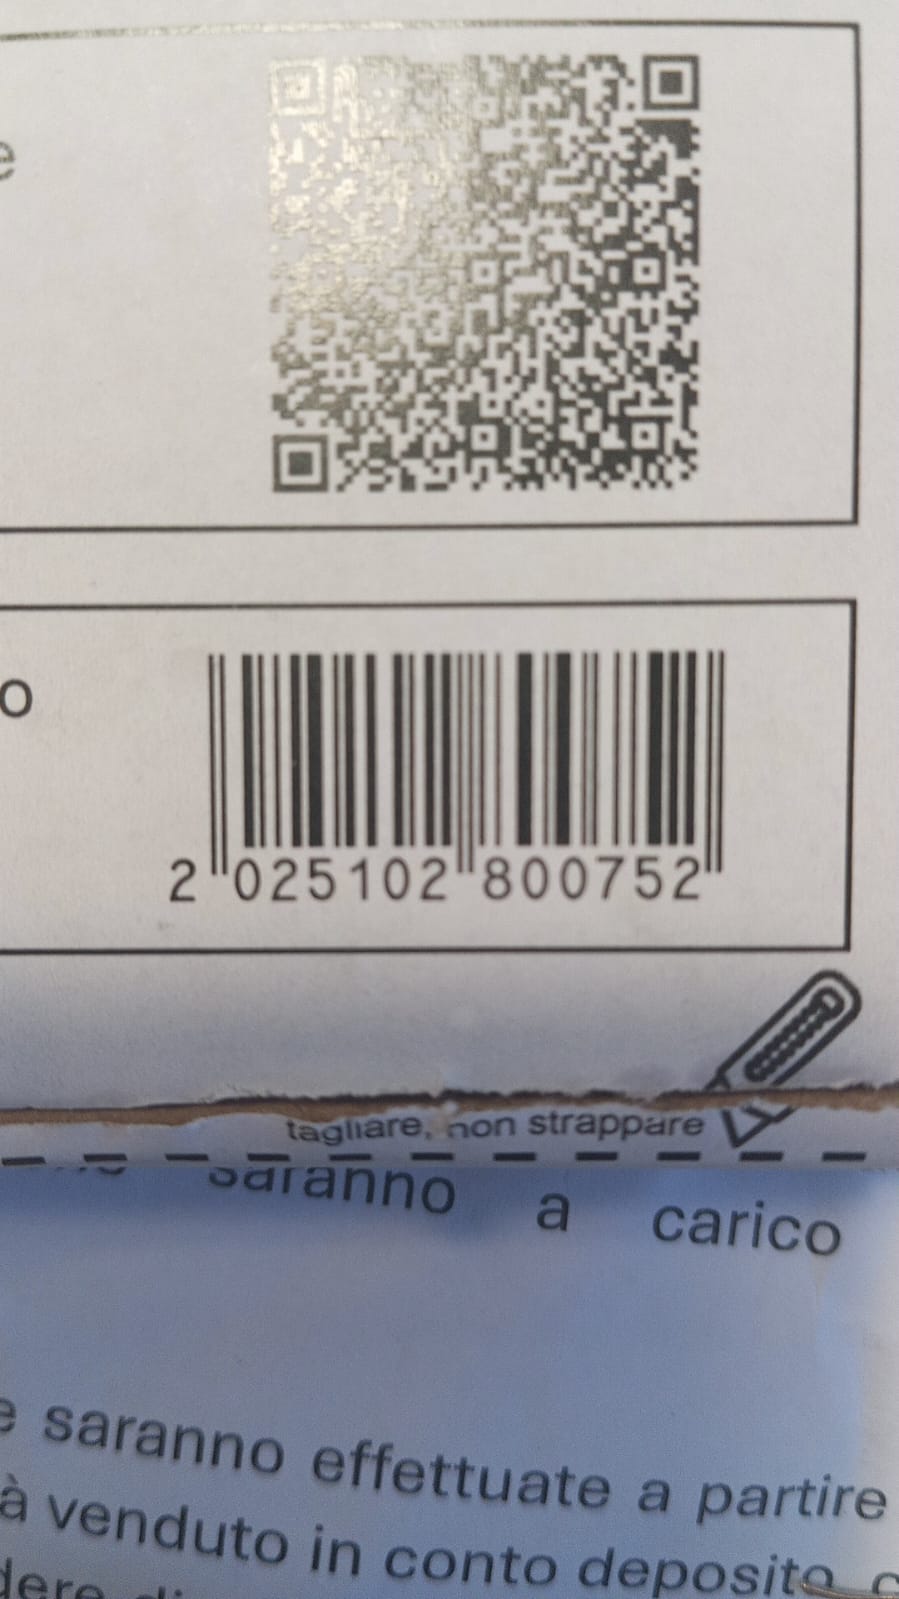 e
o
2 025102 800752
tagliare, non strappare
saranno a carico
e saranno effettuate a partire
à venduto in conto deposito